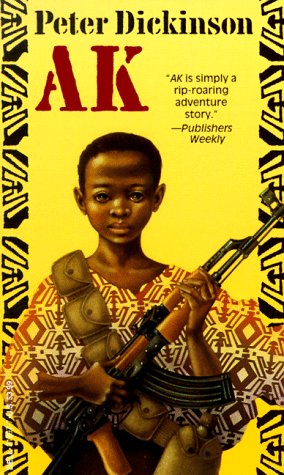 Peter Dickinson
AK
"AK is simply a
rip-roaring
adventure
story."
—Publishers
Weekly